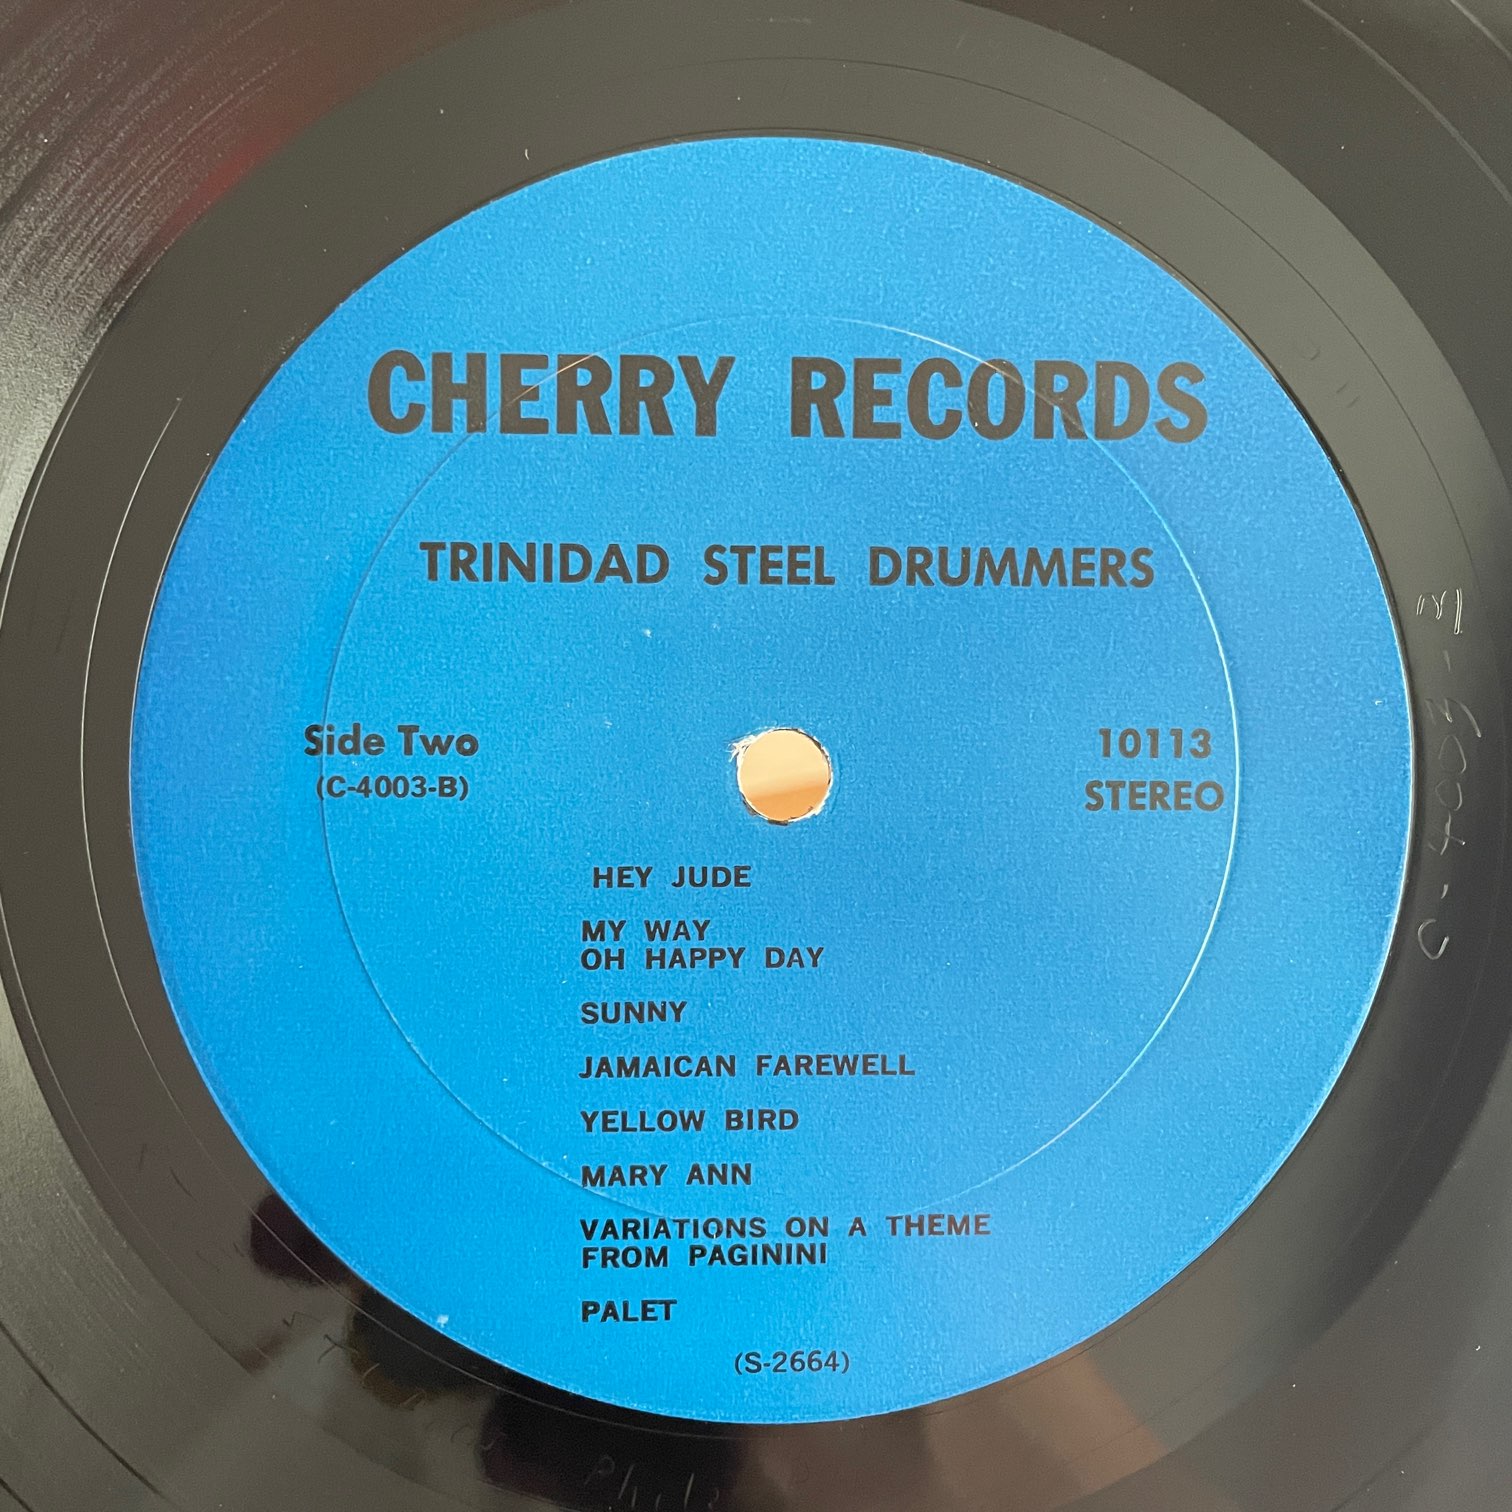 CHERRY RECORDS
TRINIDAD STEEL DRUMMERS
Side Two
(C-4003-B)
10113
STEREO
HEY JUDE
MY WAY
OH HAPPY DAY
SUNNY
JAMAICAN FAREWELL
YELLOW BIRD
MARY ANN
VARIATIONS ON A THEME
FROM PAGININI
PALET
(S-2664)